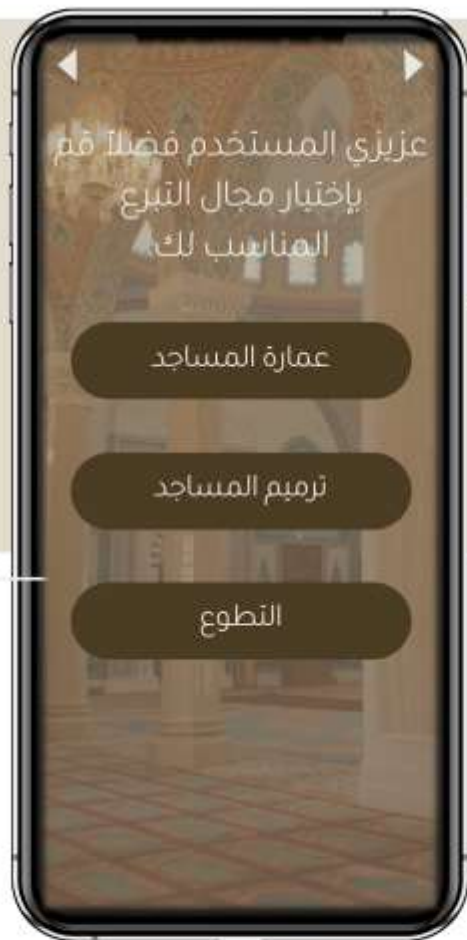 عزيزي المستخدم فضلاً قم
بإختيار مجال التبرع
المناسب لك
عمارة المساجد
ترميم المساجد
التطوع